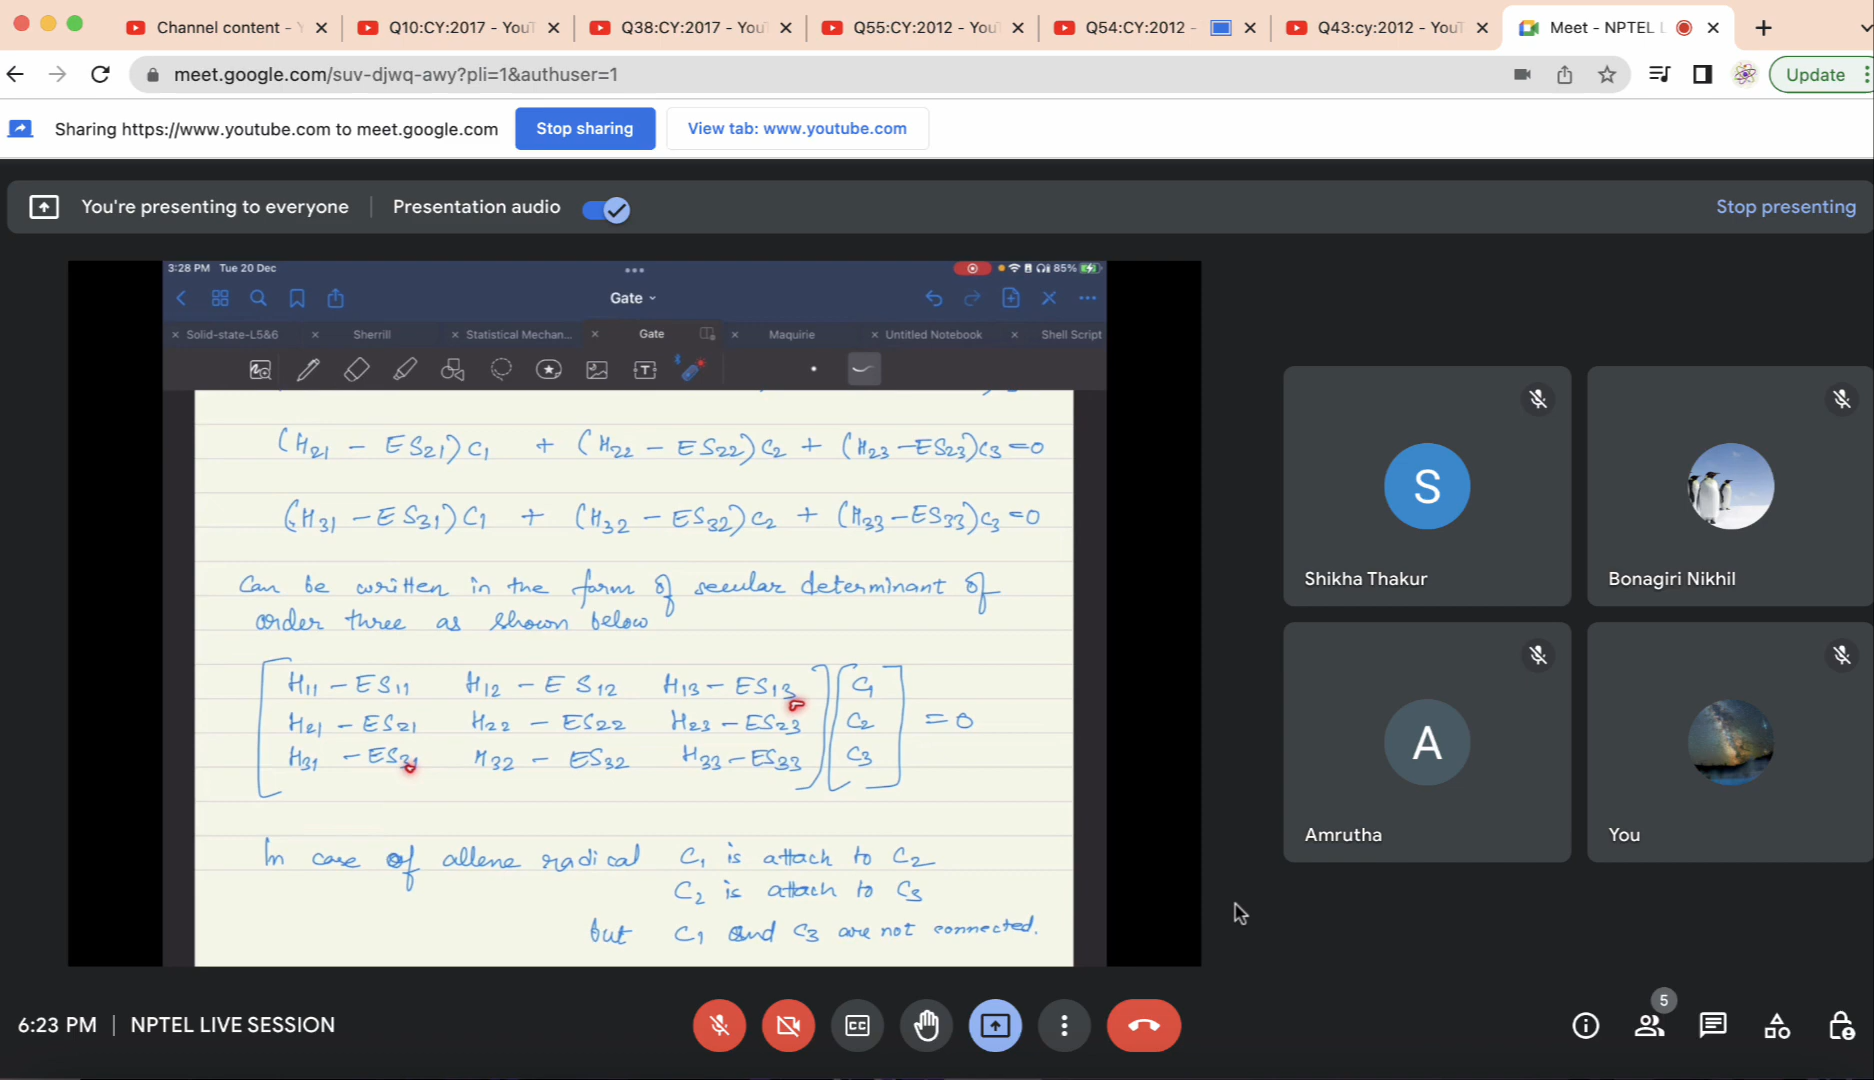 Channel content - Y
Q10:CY:2017 - YouT
Q38:CY:2017 - YouT
Q55:CY:2012 - YouT
Q54:CY:2012 -
Q43:cy:2012 - YouT
Meet - NPTEL L
meet.google.com/suv-djwq-awy?pli=1&authuser=1
Update
Sharing https://www.youtube.com to meet.google.com
Stop sharing
View tab: www.youtube.com
You're presenting to everyone
Presentation audio
Stop presenting
3:28 PM Tue 20 Dec
85%
Gate
Solid-state-L5&6
Sherrill
Statistical Mechan...
Gate
Maquirie
Untitled Notebook
Shell Script
(H21 - ES21)C1 + (H22 - ES22)C2 + (H23 - ES23)C3 = 0
(H31 - ES31)C1 + (H32 - ES32)C2 + (H33 - ES33)C3 = 0
Can be written in the form of secular determinant of
order three as shown below
H11 - ES11 H12 - ES12 H13 - ES13 C1
H21 - ES21 H22 - ES22 H23 - ES23 C2 = 0
H31 - ES31 H32 - ES32 H33 - ES33 C3
In case of allene radical C1 is attach to C2
C2 is attach to C3
but C1 and C3 are not connected.
S
Shikha Thakur
Bonagiri Nikhil
A
Amrutha
You
6:23 PM | NPTEL LIVE SESSION
CC
5